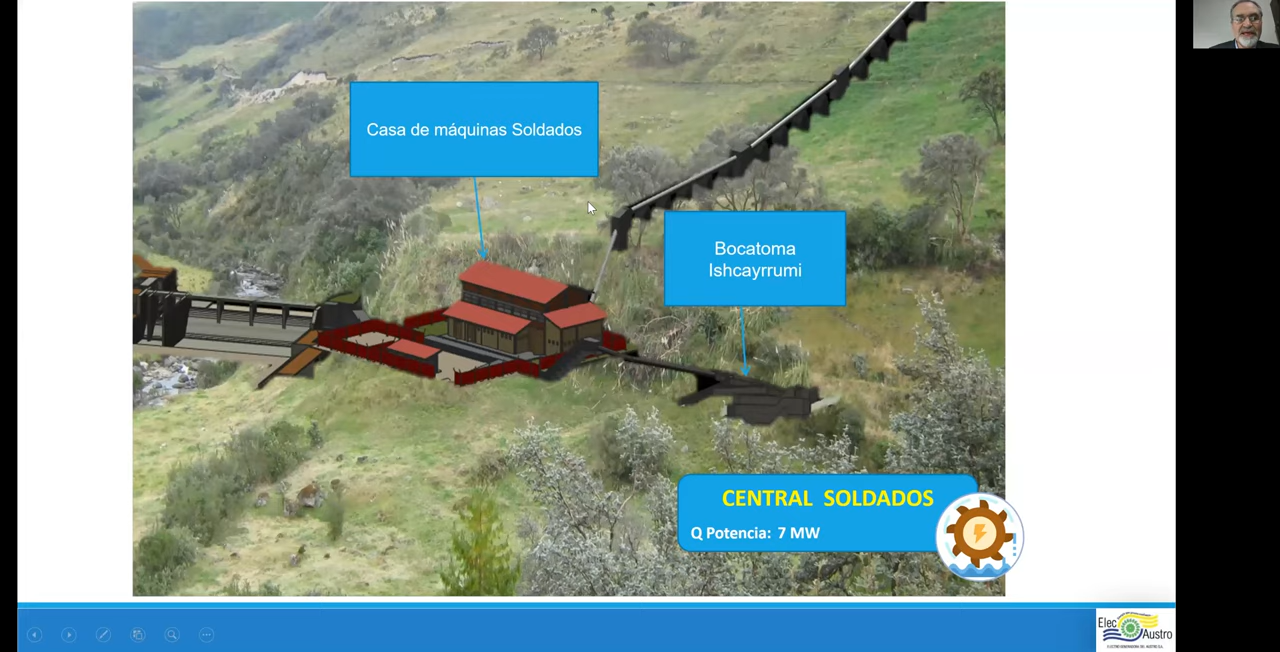 Casa de máquinas Soldados
Bocatoma
Ishcayrrumi
CENTRAL SOLDADOS
Q Potencia: 7 MW
Elec
Austro